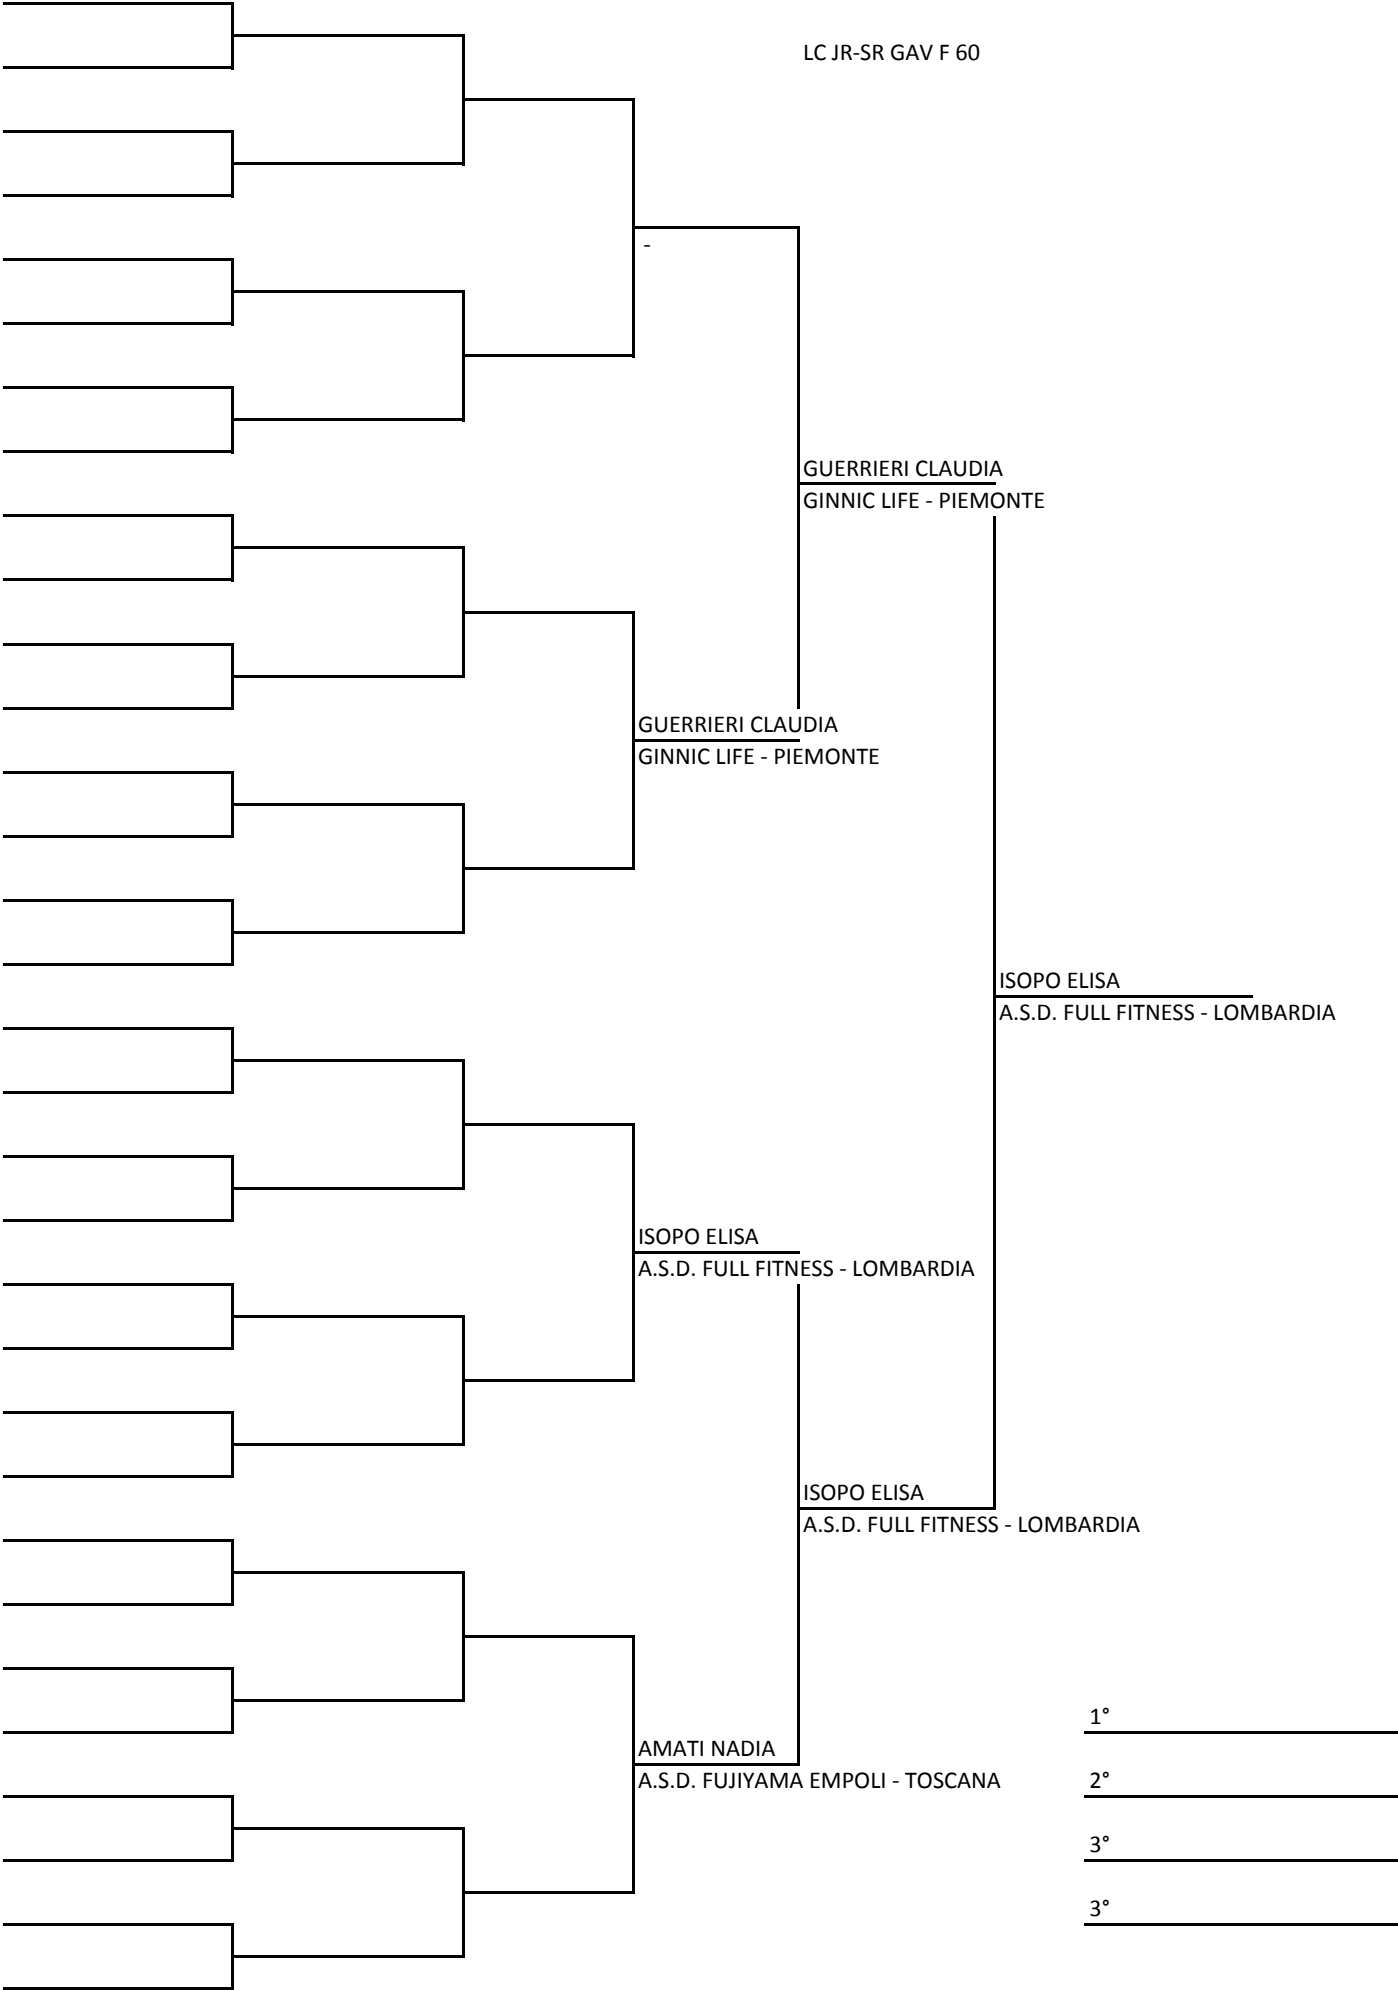 LC JR-SR GAV F 60
-
GUERRIERI CLAUDIA
GINNIC LIFE - PIEMONTE
GUERRIERI CLAUDIA
GINNIC LIFE - PIEMONTE
ISOPO ELISA
A.S.D. FULL FITNESS - LOMBARDIA
ISOPO ELISA
A.S.D. FULL FITNESS - LOMBARDIA
ISOPO ELISA
A.S.D. FULL FITNESS - LOMBARDIA
AMATI NADIA
A.S.D. FUJIYAMA EMPOLI - TOSCANA
1°
2°
3°
3°